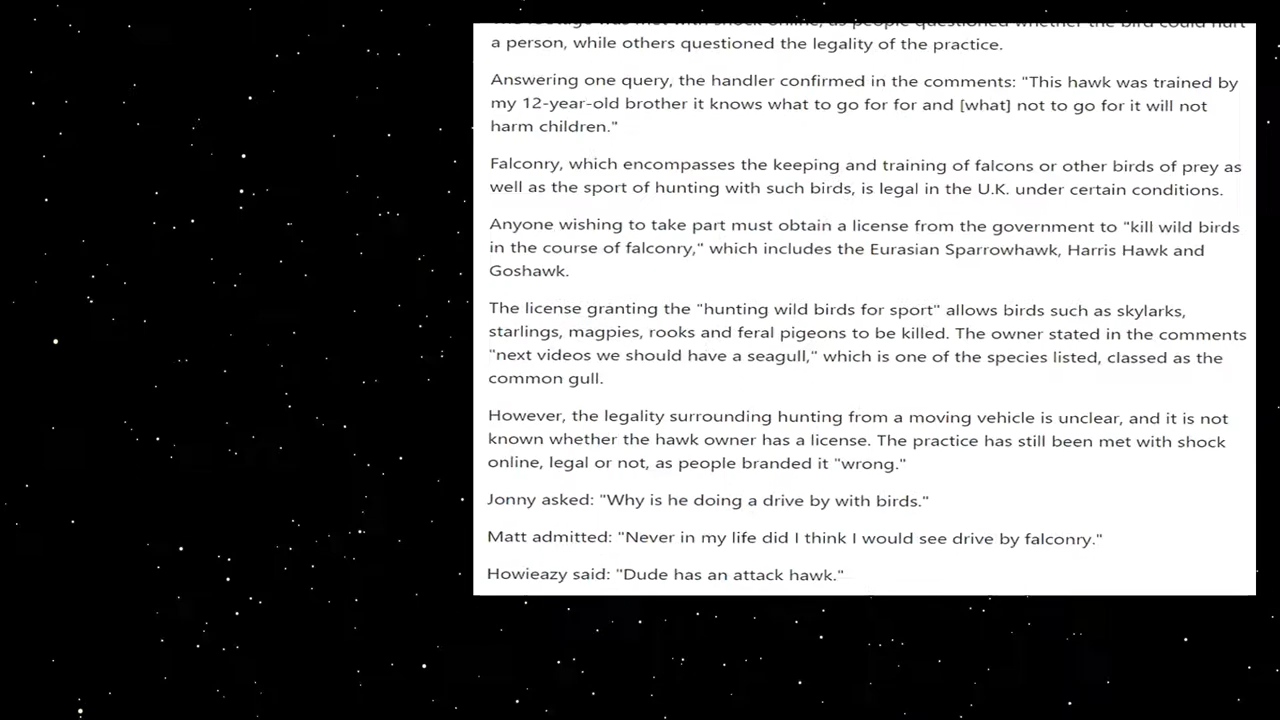 a person, while others questioned the legality of the practice.
Answering one query, the handler confirmed in the comments: "This hawk was trained by
my 12-year-old brother it knows what to go for for and [what] not to go for it will not
harm children."
Falconry, which encompasses the keeping and training of falcons or other birds of prey as
well as the sport of hunting with such birds, is legal in the U.K. under certain conditions.
Anyone wishing to take part must obtain a license from the government to "kill wild birds
in the course of falconry," which includes the Eurasian Sparrowhawk, Harris Hawk and
Goshawk.
The license granting the "hunting wild birds for sport" allows birds such as skylarks,
starlings, magpies, rooks and feral pigeons to be killed. The owner stated in the comments
"next videos we should have a seagull," which is one of the species listed, classed as the
common gull.
However, the legality surrounding hunting from a moving vehicle is unclear, and it is not
known whether the hawk owner has a license. The practice has still been met with shock
online, legal or not, as people branded it "wrong."
Jonny asked: "Why is he doing a drive by with birds."
Matt admitted: "Never in my life did I think I would see drive by falconry."
Howieazy said: "Dude has an attack hawk."